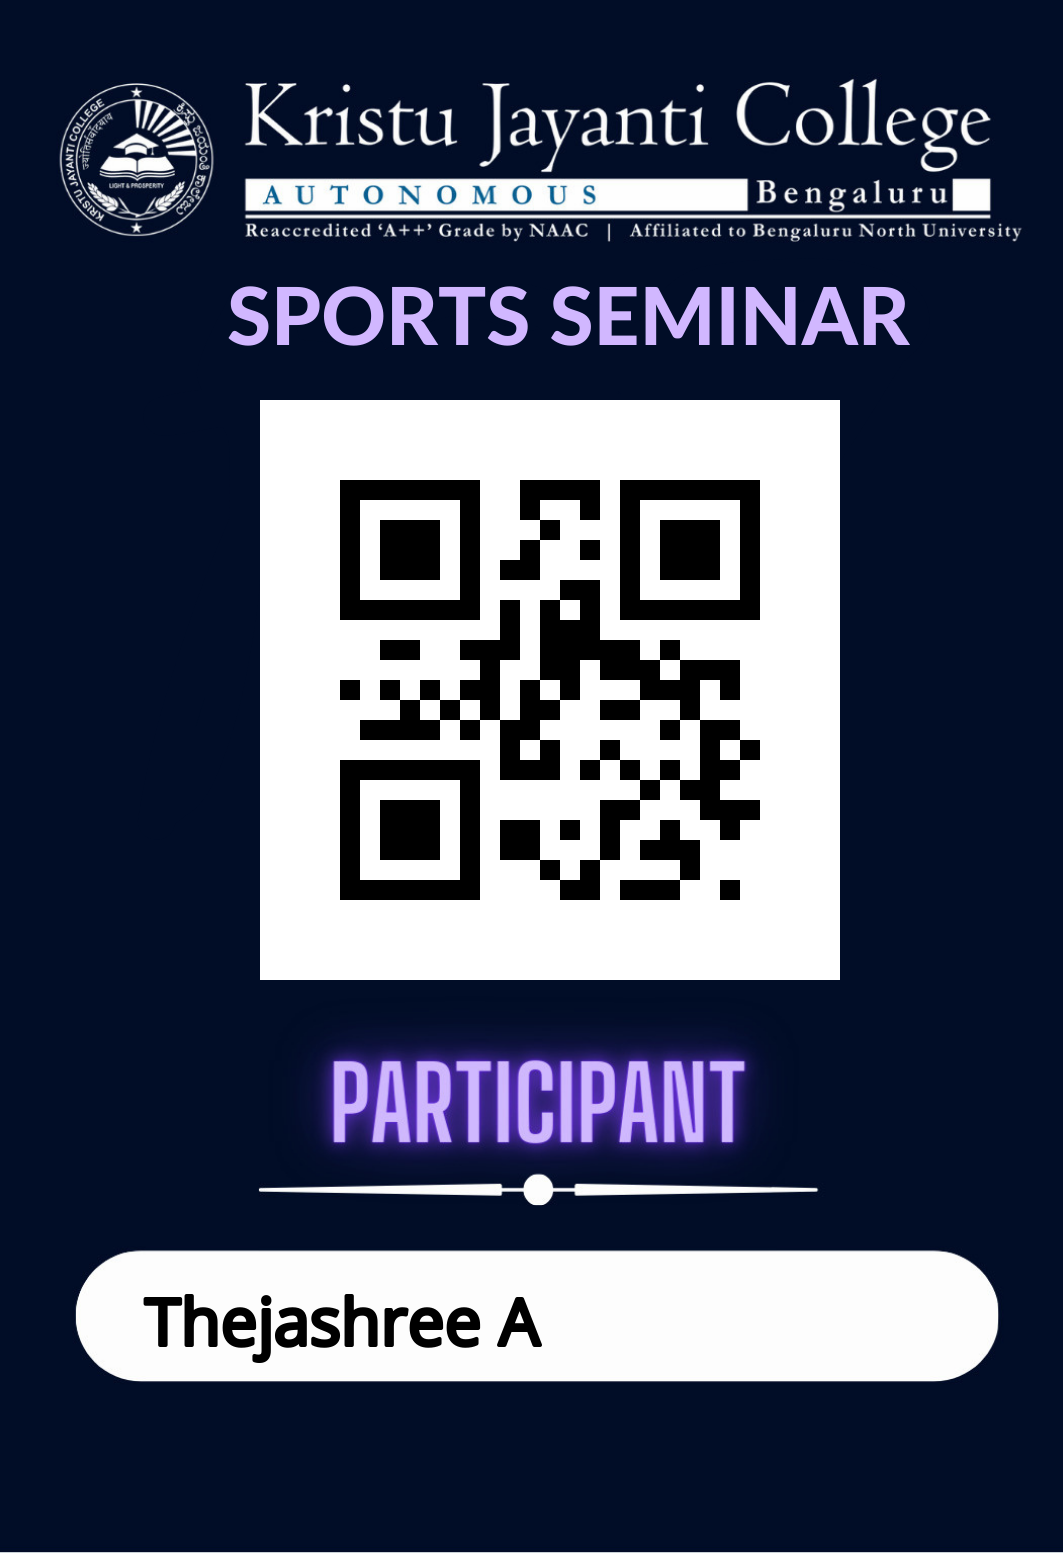 KRISTU JAYANTI COLLEGE
LIGHT & PROSPERITY
Kristu Jayanti College
AUTONOMOUS Bengaluru
Reaccredited ‘A++’ Grade by NAAC | Affiliated to Bengaluru North University
SPORTS SEMINAR
PARTICIPANT
Thejashree A